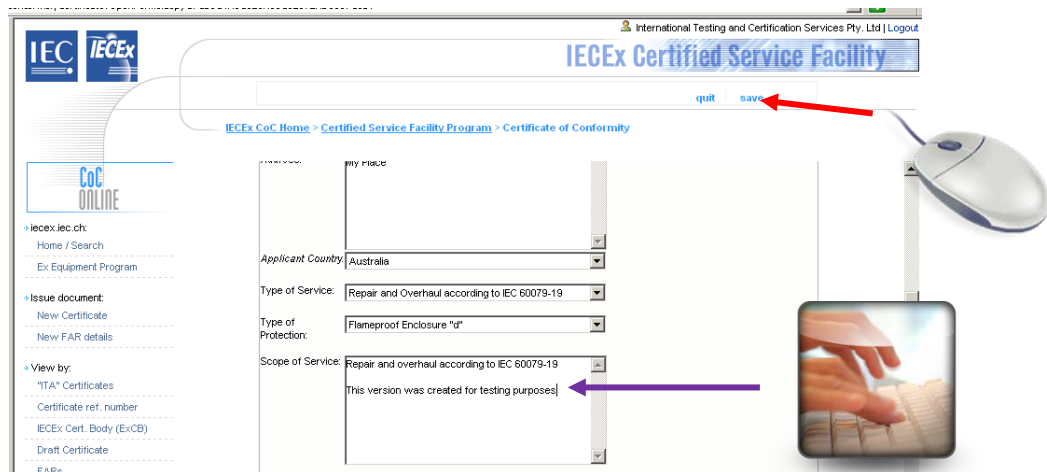 International Testing and Certification Services Pty. Ltd | Logout
IEC IECEx
IECEx Certified Service Facility
quit save
IECEx CoC Home > Certified Service Facility Program > Certificate of Conformity
CoC
ONLINE
Address: My Place
iecex.iec.ch:
Home / Search
Ex Equipment Program
Applicant Country: Australia
Issue document:
New Certificate
New FAR details
Type of Service: Repair and Overhaul according to IEC 60079-19
Type of
Protection:
Flameproof Enclosure "d"
Scope of Service: Repair and overhaul according to IEC 60079-19
This version was created for testing purposes
View by:
"ITA" Certificates
Certificate ref. number
IECEx Cert. Body (ExCB)
Draft Certificate
FARs